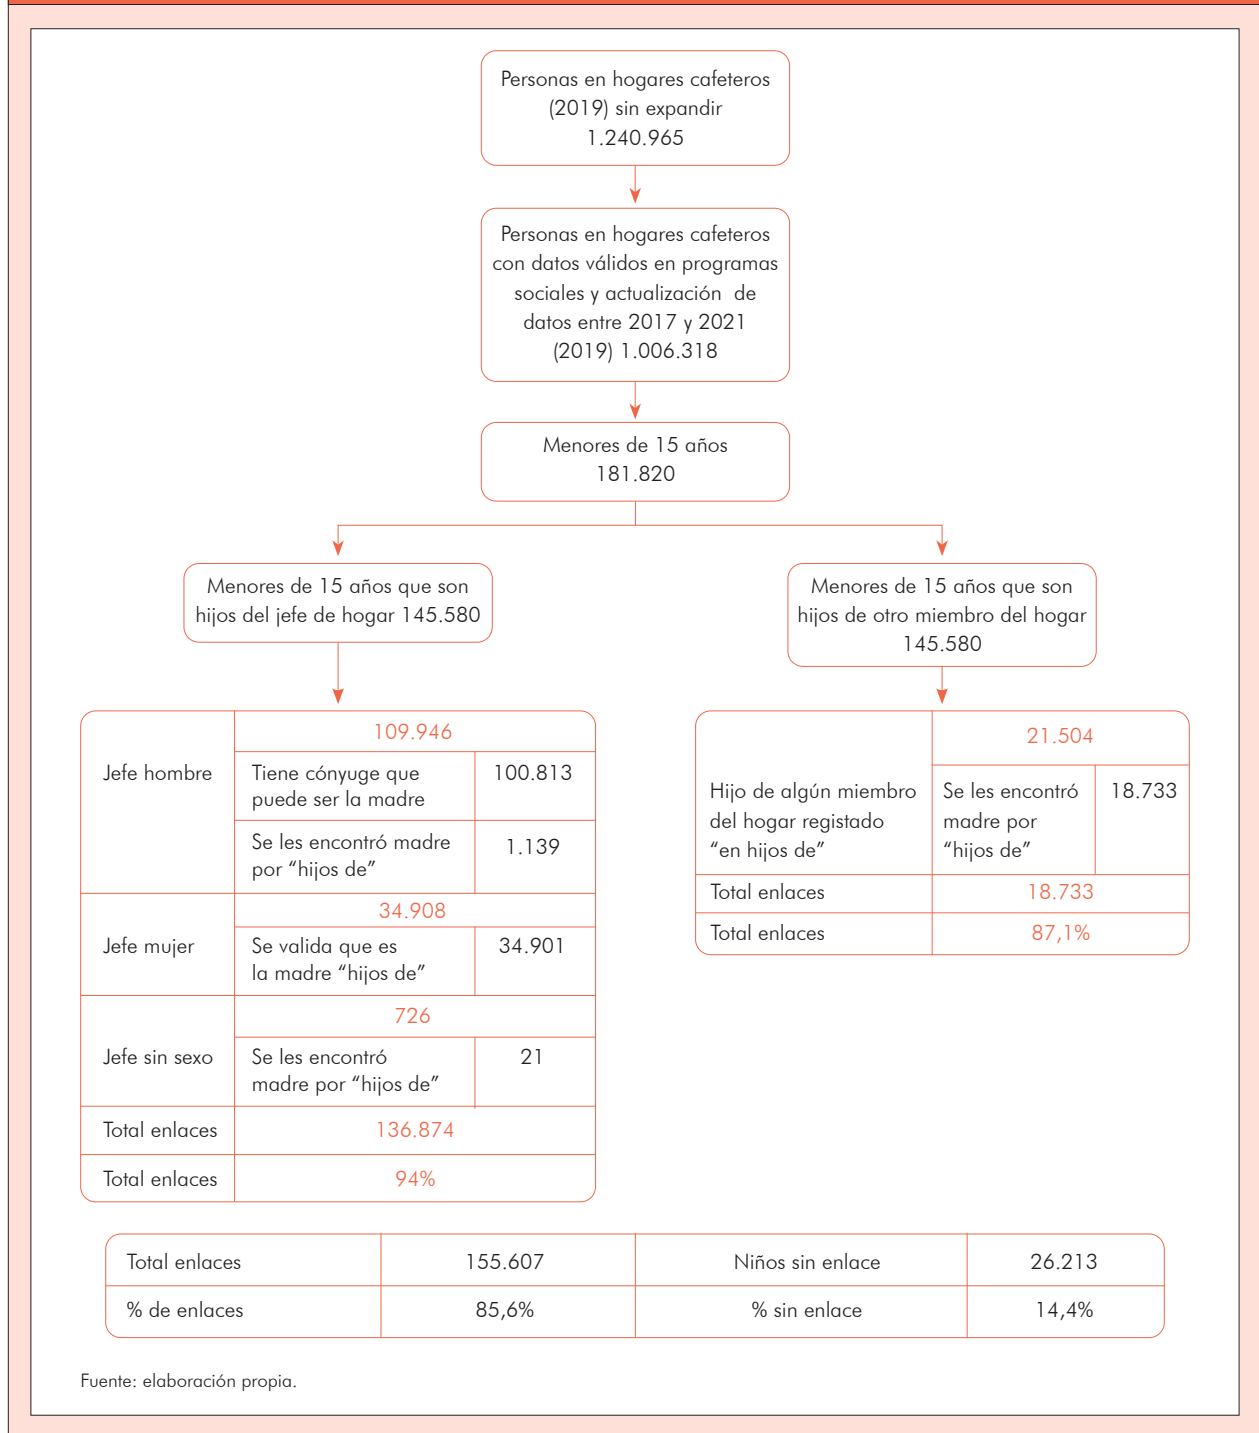 Personas en hogares cafeteros
(2019) sin expandir
1.240.965
Personas en hogares cafeteros
con datos válidos en programas
sociales y actualización de
datos entre 2017 y 2021
(2019) 1.006.318
Menores de 15 años
181.820
Menores de 15 años que son
hijos del jefe de hogar 145.580
Menores de 15 años que son
hijos de otro miembro del hogar
145.580
Jefe hombre
109.946
Tiene cónyuge que
puede ser la madre
100.813
Se les encontró madre
por “hijos de”
1.139
Jefe mujer
34.908
Se valida que es
la madre “hijos de”
34.901
Jefe sin sexo
726
Se les encontró
madre por “hijos de”
21
Total enlaces
136.874
Total enlaces
94%
Hijo de algún miembro
del hogar registado
“en hijos de”
21.504
Se les encontró
madre por
“hijos de”
18.733
Total enlaces
18.733
Total enlaces
87,1%
Total enlaces
155.607
Niños sin enlace
26.213
% de enlaces
85,6%
% sin enlace
14,4%
Fuente: elaboración propia.